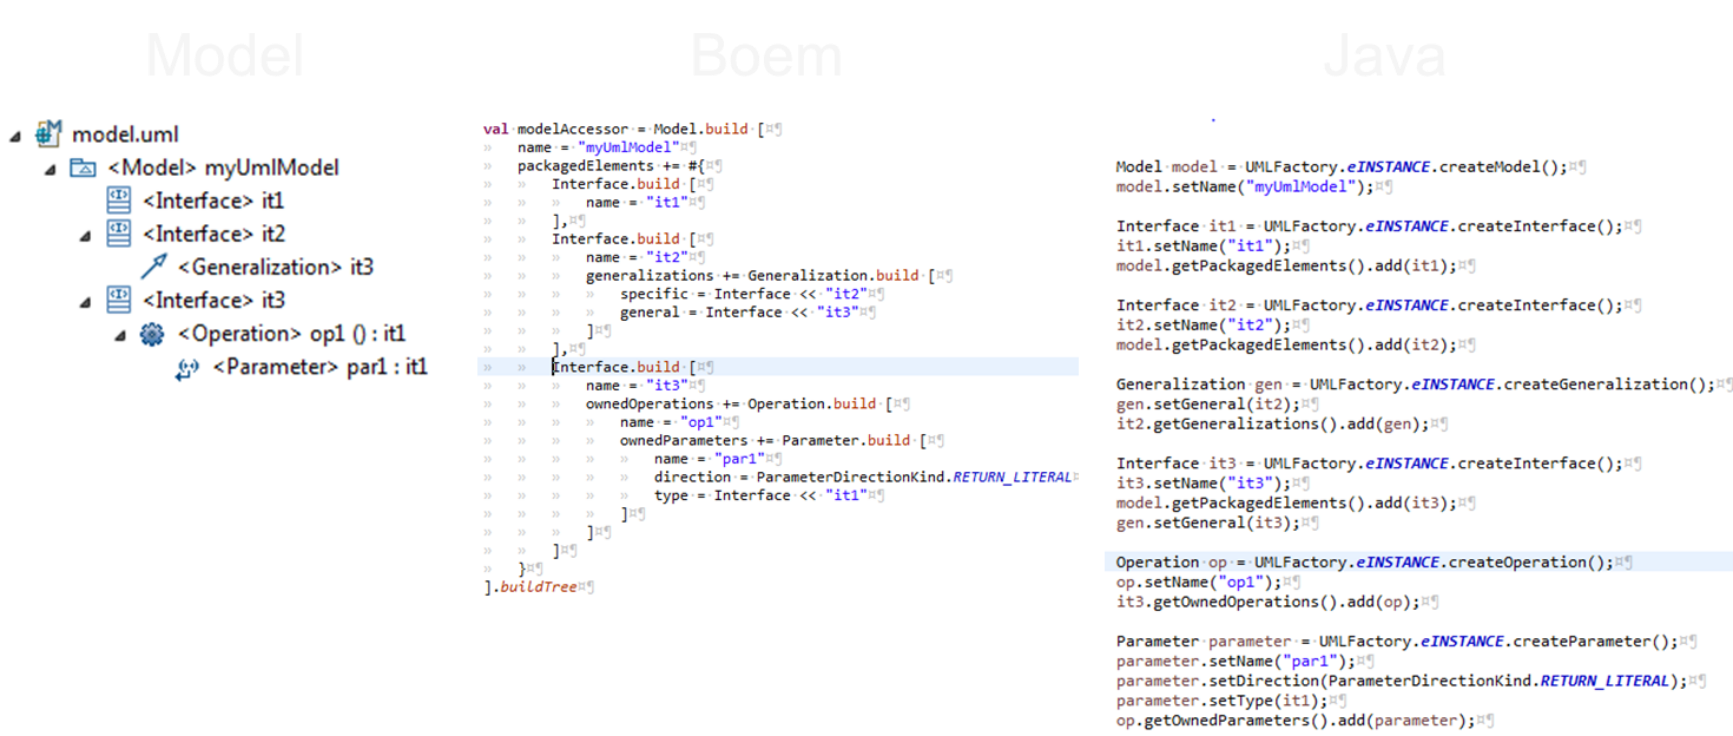 Model
model.uml
<Model> myUmlModel
<Interface> it1
<Interface> it2
<Generalization> it3
<Interface> it3
<Operation> op1 () : it1
<Parameter> par1 : it1
Boem
val modelAccessor = Model.build [
name = "myUmlModel"
packagedElements += #{
Interface.build [
name = "it1"
],
Interface.build [
name = "it2"
generalizations += Generalization.build [
specific = Interface << "it2"
general = Interface << "it3"
]
],
Interface.build [
name = "it3"
ownedOperations += Operation.build [
name = "op1"
ownedParameters += Parameter.build [
name = "par1"
direction = ParameterDirectionKind.RETURN_LITERAL
type = Interface << "it1"
]
]
]
}
].buildTree
Java
Model model = UMLFactory.eINSTANCE.createModel();
model.setName("myUmlModel");
Interface it1 = UMLFactory.eINSTANCE.createInterface();
it1.setName("it1");
model.getPackagedElements().add(it1);
Interface it2 = UMLFactory.eINSTANCE.createInterface();
it2.setName("it2");
model.getPackagedElements().add(it2);
Generalization gen = UMLFactory.eINSTANCE.createGeneralization();
gen.setGeneral(it2);
it2.getGeneralizations().add(gen);
Interface it3 = UMLFactory.eINSTANCE.createInterface();
it3.setName("it3");
model.getPackagedElements().add(it3);
gen.setGeneral(it3);
Operation op = UMLFactory.eINSTANCE.createOperation();
op.setName("op1");
it3.getOwnedOperations().add(op);
Parameter parameter = UMLFactory.eINSTANCE.createParameter();
parameter.setName("par1");
parameter.setDirection(ParameterDirectionKind.RETURN_LITERAL);
parameter.setType(it1);
op.getOwnedParameters().add(parameter);